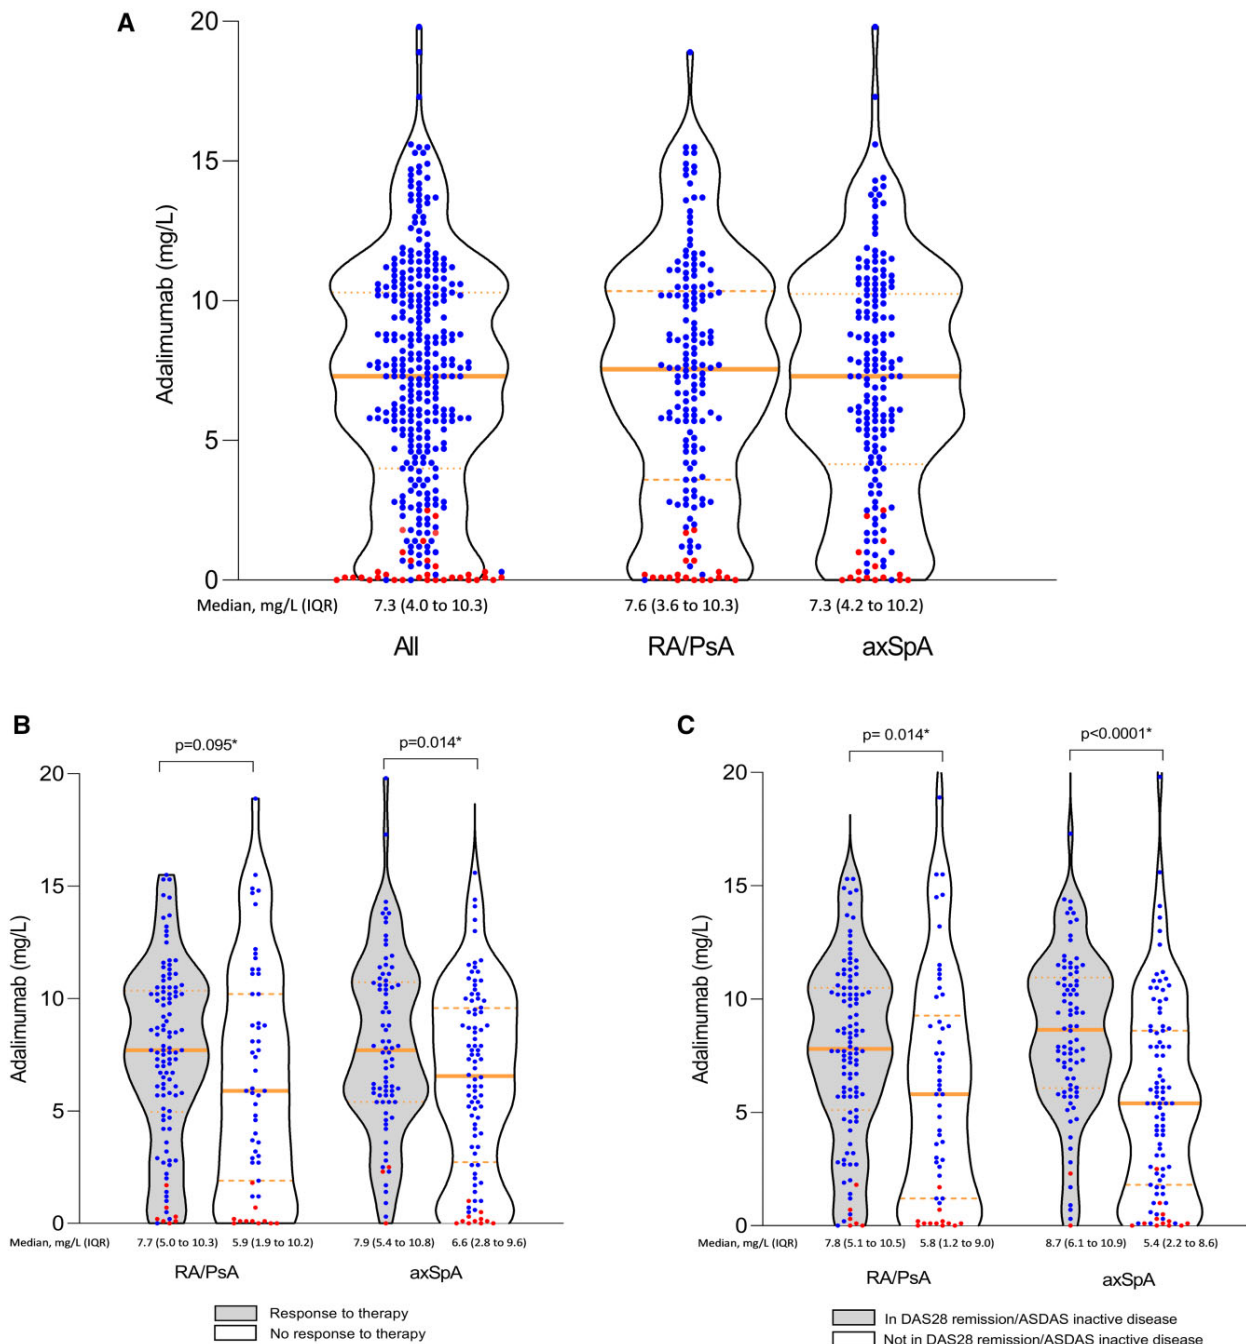 A
Adalimumab (mg/L)
20
15
10
5
0
Median, mg/L (IQR) 7.3 (4.0 to 10.3) 7.6 (3.6 to 10.3) 7.3 (4.2 to 10.2)
All RA/PsA axSpA
B
p=0.095* p=0.014*
Adalimumab (mg/L)
20
15
10
5
0
Median, mg/L (IQR) 7.7 (5.0 to 10.3) 5.9 (1.9 to 10.2) 7.9 (5.4 to 10.8) 6.6 (2.8 to 9.6)
RA/PsA axSpA
Response to therapy
No response to therapy
C
p= 0.014* p<0.0001*
Adalimumab (mg/L)
20
15
10
5
0
Median, mg/L (IQR) 7.8 (5.1 to 10.5) 5.8 (1.2 to 9.0) 8.7 (6.1 to 10.9) 5.4 (2.2 to 8.6)
RA/PsA axSpA
In DAS28 remission/ASDAS inactive disease
Not in DAS28 remission/ASDAS inactive disease